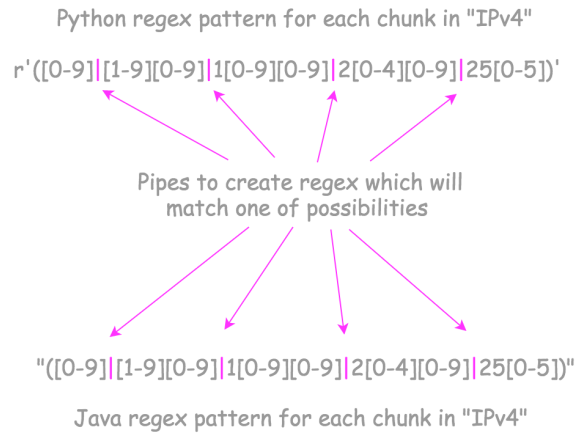 Python regex pattern for each chunk in "IPv4"
r'([0-9]|[1-9][0-9]|1[0-9][0-9]|2[0-4][0-9]|25[0-5])'
Pipes to create regex which will
match one of possibilities
"([0-9]|[1-9][0-9]|1[0-9][0-9]|2[0-4][0-9]|25[0-5])"
Java regex pattern for each chunk in "IPv4"